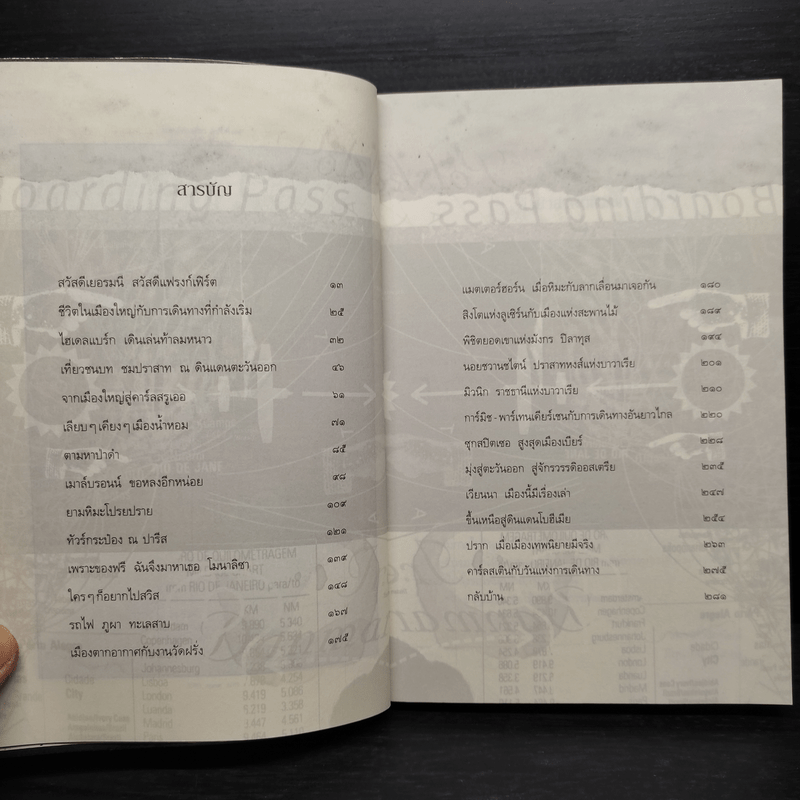 Boarding Pass
สารบัญ
สวัสดีเยอรมนี สวัสดีแฟรงก์เฟิร์ต ๑๓
ชีวิตในเมืองใหญ่กับการเดินทางที่กำลังเริ่ม ๒๕
ไฮเดลแบร์ก เดินเล่นท้าลมหนาว ๓๒
เที่ยวชนบท ชมปราสาท ณ ดินแดนตะวันออก ๔๖
จากเมืองใหญ่สู่คาร์ลสรูเออ ๖๑
เลียบๆ เคียงๆ เมืองน้ำหอม ๗๑
ตามหาป่าดำ ๘๕
เมาล์บรอนน์ ขอหลงอีกหน่อย ๙๘
ยามหิมะโปรยปราย ๑๐๙
ทัวร์กระป๋อง ณ ปารีส ๑๒๑
เพราะของฟรี ฉันจึงมาหาเธอ โมนาลิซา ๑๓๙
ใครๆ ก็อยากไปสวิส ๑๔๘
รถไฟ ภูผา ทะเลสาบ ๑๖๗
เมืองตากอากาศกับงานวัดฝรั่ง ๑๗๕
Boarding Pass
แมตเตอร์ฮอร์น เมื่อหิมะกับลากเลื่อนมาเจอกัน ๑๘๐
สิงโตแห่งลูเซิร์นกับเมืองแห่งสะพานไม้ ๑๘๙
พิชิตยอดเขาแห่งมังกร ปิลาทุส ๑๙๔
นอยชวานชไตน์ ปราสาทหงส์แห่งบาวาเรีย ๒๐๑
มิวนิก ราชธานีแห่งบาวาเรีย ๒๑๐
การ์มิช-พาร์เทนเคียร์เชนกับการเดินทางอันยาวไกล ๒๒๐
ซุกสปิตเซอ สูงสุดเมืองเบียร์ ๒๒๘
มุ่งสู่ตะวันออก สู่จักรวรรดิออสเตรีย ๒๓๕
เวียนนา เมืองนี้มีเรื่องเล่า ๒๔๗
ขึ้นเหนือสู่ดินแดนโบฮีเมีย ๒๕๔
ปราก เมื่อเมืองเทพนิยายมีจริง ๒๖๓
คาร์ลสเตินกับวันแห่งการเดินทาง ๒๗๕
กลับบ้าน ๒๘๑